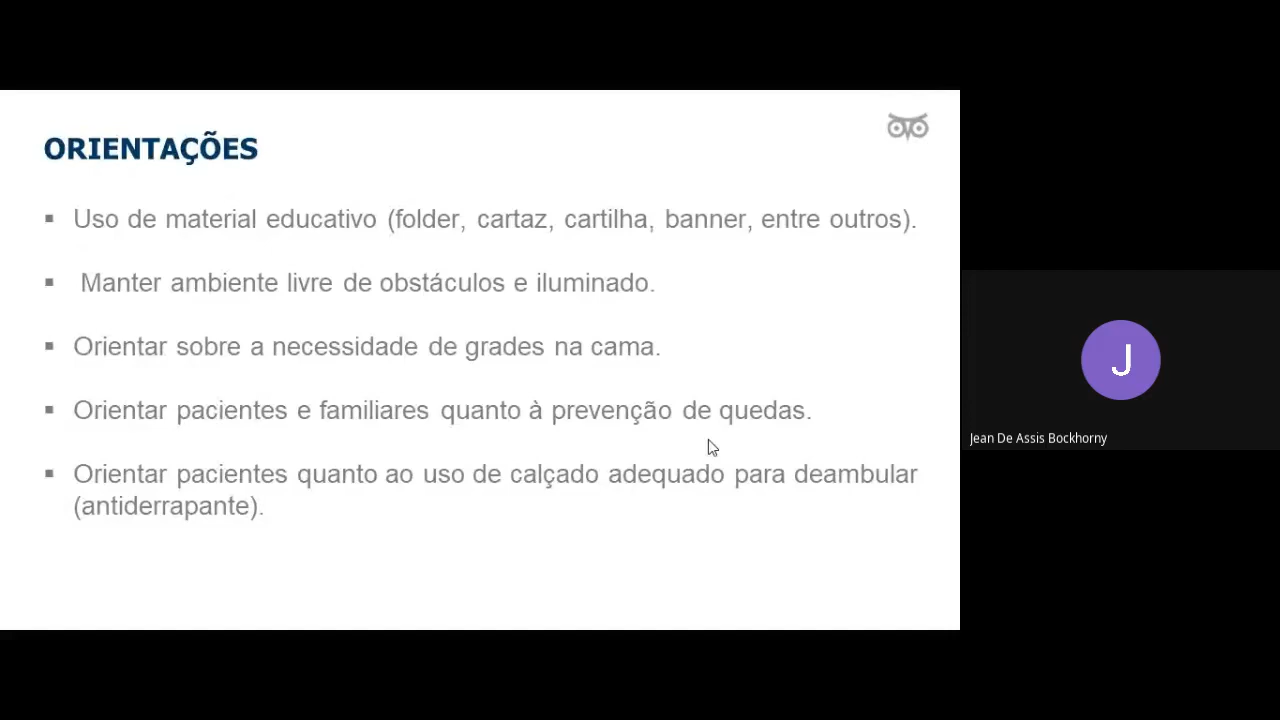 ORIENTAÇÕES
▪ Uso de material educativo (folder, cartaz, cartilha, banner, entre outros).
▪ Manter ambiente livre de obstáculos e iluminado.
▪ Orientar sobre a necessidade de grades na cama.
▪ Orientar pacientes e familiares quanto à prevenção de quedas.
▪ Orientar pacientes quanto ao uso de calçado adequado para deambular
(antiderrapante).
J
Jean De Assis Bockhorny